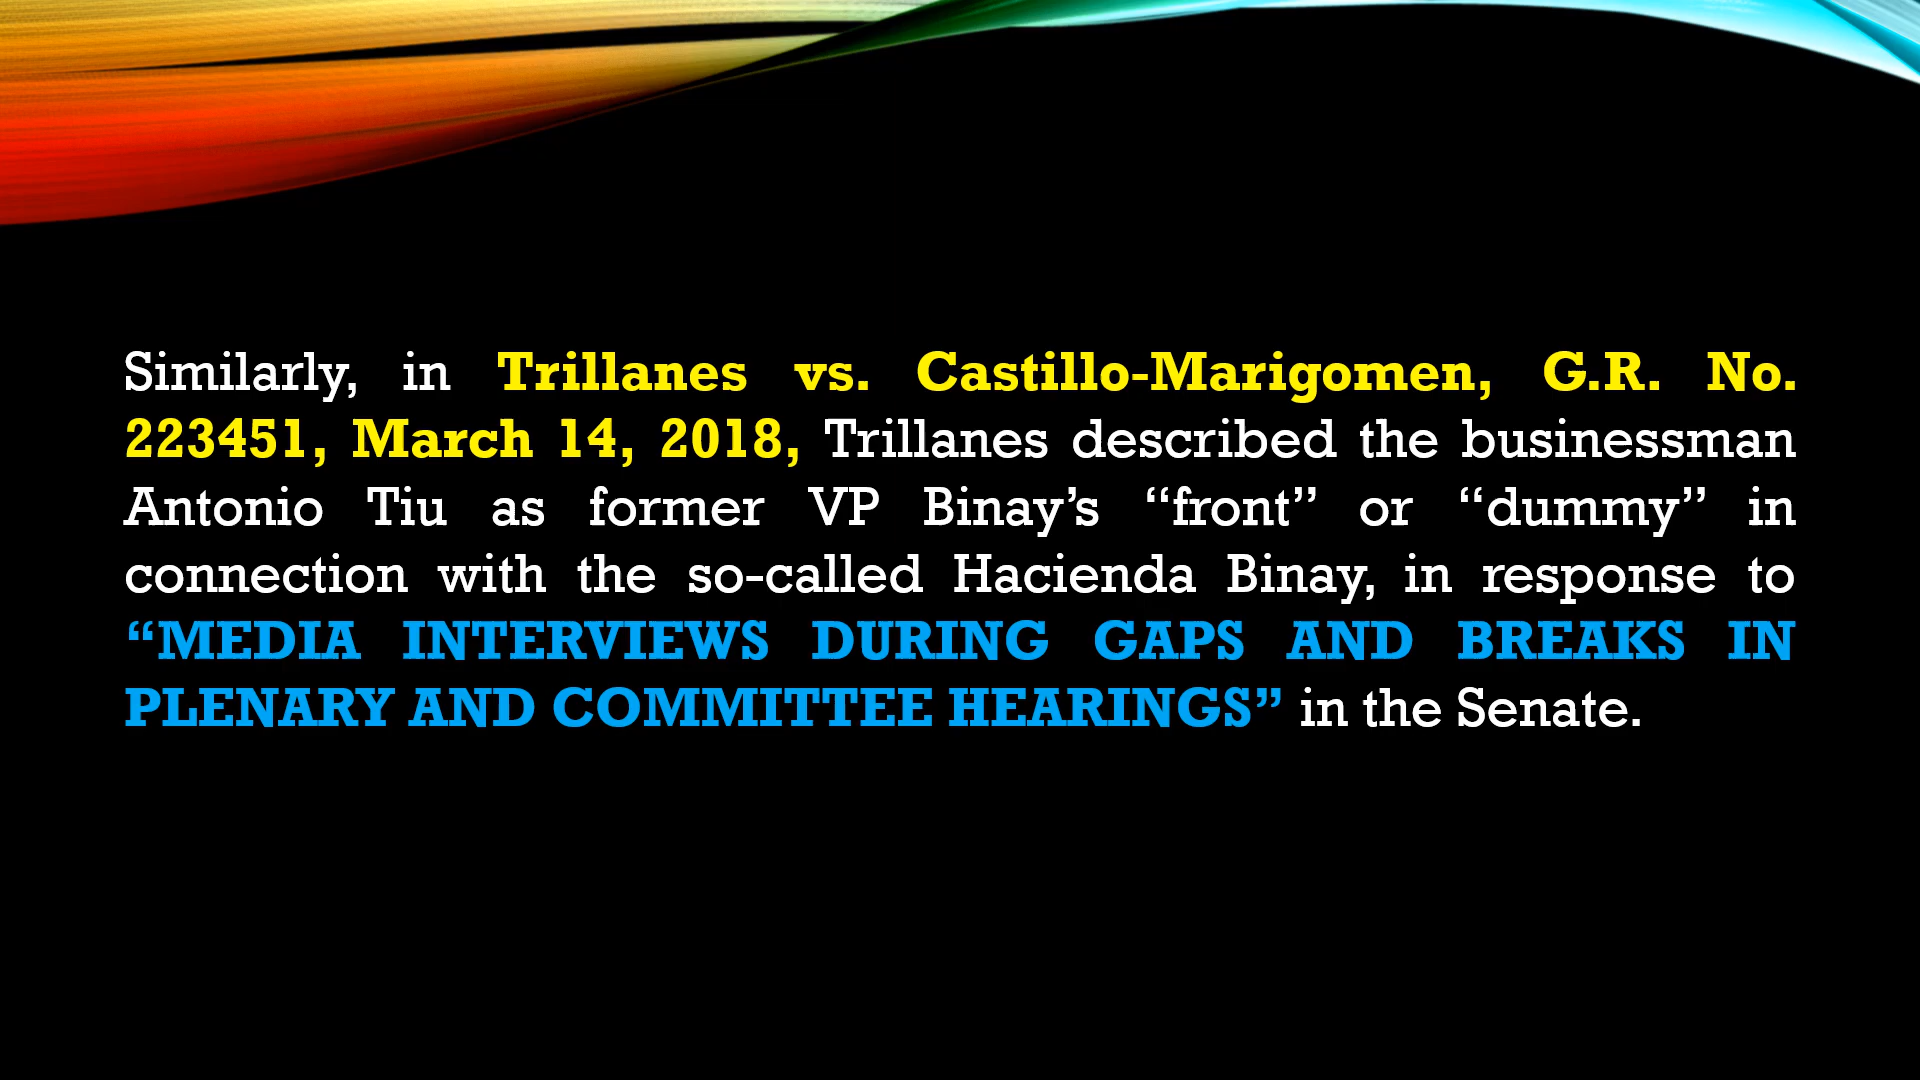 Similarly, in Trillanes vs. Castillo-Marigomen, G.R. No.
223451, March 14, 2018, Trillanes described the businessman
Antonio Tiu as former VP Binay’s “front” or “dummy” in
connection with the so-called Hacienda Binay, in response to
“MEDIA INTERVIEWS DURING GAPS AND BREAKS IN
PLENARY AND COMMITTEE HEARINGS” in the Senate.